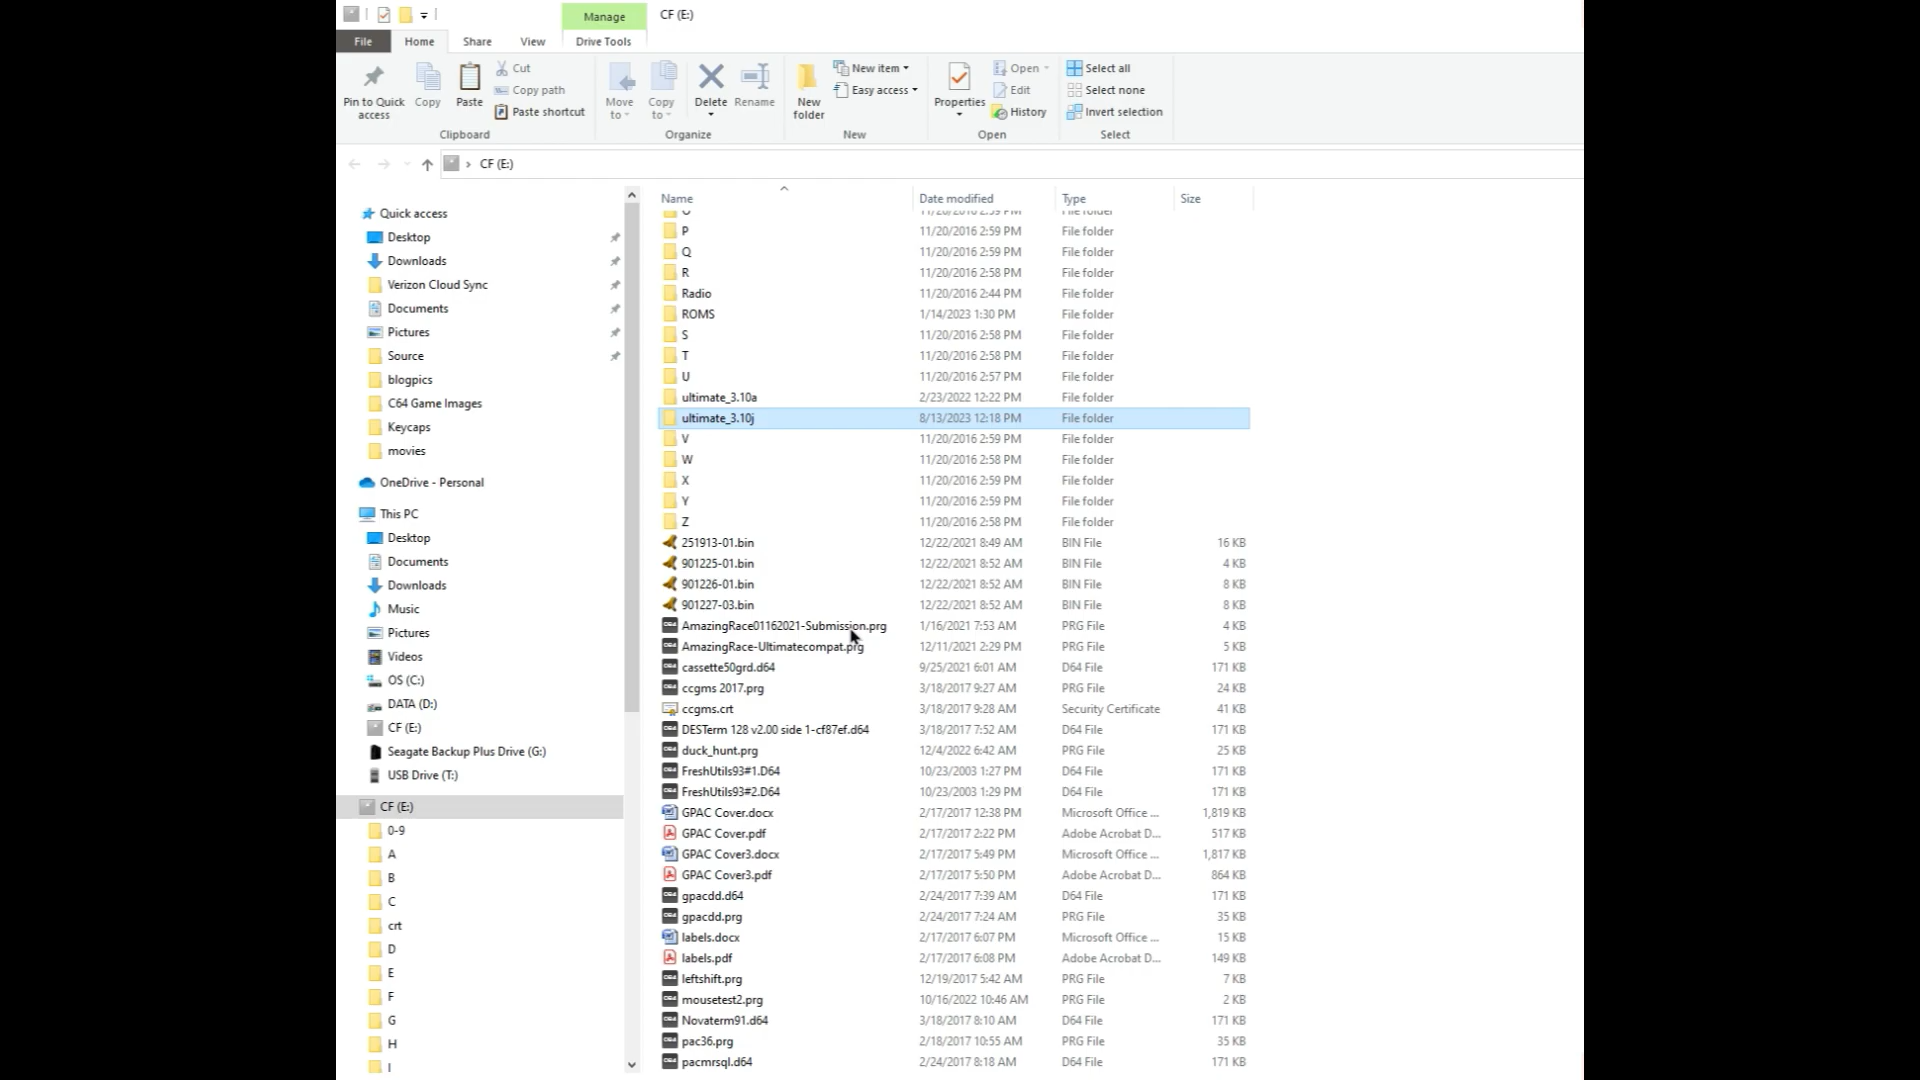 Manage
CF (E:)
File
Home
Share
View
Drive Tools
Pin to Quick access
Copy
Paste
Cut
Copy path
Paste shortcut
Clipboard
Move to
Copy to
Delete
Rename
Organize
New folder
New item
Easy access
New
Properties
Open
Edit
History
Open
Select all
Select none
Invert selection
Select
CF (E:)
Quick access
Desktop
Downloads
Verizon Cloud Sync
Documents
Pictures
Source
blogpics
C64 Game Images
Keycaps
movies
OneDrive - Personal
This PC
Desktop
Documents
Downloads
Music
Pictures
Videos
OS (C:)
DATA (D:)
CF (E:)
Seagate Backup Plus Drive (G:)
USB Drive (T:)
CF (E:)
0-9
A
B
C
crt
D
E
F
G
H
I
Name Date modified Type Size
P 11/20/2016 2:59 PM File folder
Q 11/20/2016 2:59 PM File folder
R 11/20/2016 2:58 PM File folder
Radio 11/20/2016 2:44 PM File folder
ROMS 1/14/2023 1:30 PM File folder
S 11/20/2016 2:58 PM File folder
T 11/20/2016 2:58 PM File folder
U 11/20/2016 2:57 PM File folder
ultimate_3.10a 2/23/2022 12:22 PM File folder
ultimate_3.10j 8/13/2023 12:18 PM File folder
V 11/20/2016 2:59 PM File folder
W 11/20/2016 2:58 PM File folder
X 11/20/2016 2:59 PM File folder
Y 11/20/2016 2:59 PM File folder
Z 11/20/2016 2:58 PM File folder
251913-01.bin 12/22/2021 8:49 AM BIN File 16 KB
901225-01.bin 12/22/2021 8:52 AM BIN File 4 KB
901226-01.bin 12/22/2021 8:52 AM BIN File 8 KB
901227-03.bin 12/22/2021 8:52 AM BIN File 8 KB
AmazingRace01162021-Submission.prg 1/16/2021 7:53 AM PRG File 4 KB
AmazingRace-Ultimatecompat.prg 12/11/2021 2:29 PM PRG File 5 KB
cassette50grd.d64 9/25/2021 6:01 AM D64 File 171 KB
ccgms 2017.prg 3/18/2017 9:27 AM PRG File 24 KB
ccgms.crt 3/18/2017 9:28 AM Security Certificate 41 KB
DESTerm 128 v2.00 side 1-cf87ef.d64 3/18/2017 7:52 AM D64 File 171 KB
duck_hunt.prg 12/4/2022 6:42 AM PRG File 25 KB
FreshUtils93#1.D64 10/23/2003 1:27 PM D64 File 171 KB
FreshUtils93#2.D64 10/23/2003 1:29 PM D64 File 171 KB
GPAC Cover.docx 2/17/2017 12:38 PM Microsoft Office ... 1,819 KB
GPAC Cover.pdf 2/17/2017 2:22 PM Adobe Acrobat D... 517 KB
GPAC Cover3.docx 2/17/2017 5:49 PM Microsoft Office ... 1,817 KB
GPAC Cover3.pdf 2/17/2017 5:50 PM Adobe Acrobat D... 864 KB
gpacdd.d64 2/24/2017 7:39 AM D64 File 171 KB
gpacdd.prg 2/24/2017 7:24 AM PRG File 35 KB
labels.docx 2/17/2017 6:07 PM Microsoft Office ... 15 KB
labels.pdf 2/17/2017 6:08 PM Adobe Acrobat D... 149 KB
leftshift.prg 12/19/2017 5:42 AM PRG File 7 KB
mousetest2.prg 10/16/2022 10:46 AM PRG File 2 KB
Novaterm91.d64 3/18/2017 8:10 AM D64 File 171 KB
pac36.prg 2/18/2017 10:55 AM PRG File 35 KB
pacmrsql.d64 2/24/2017 8:18 AM D64 File 171 KB